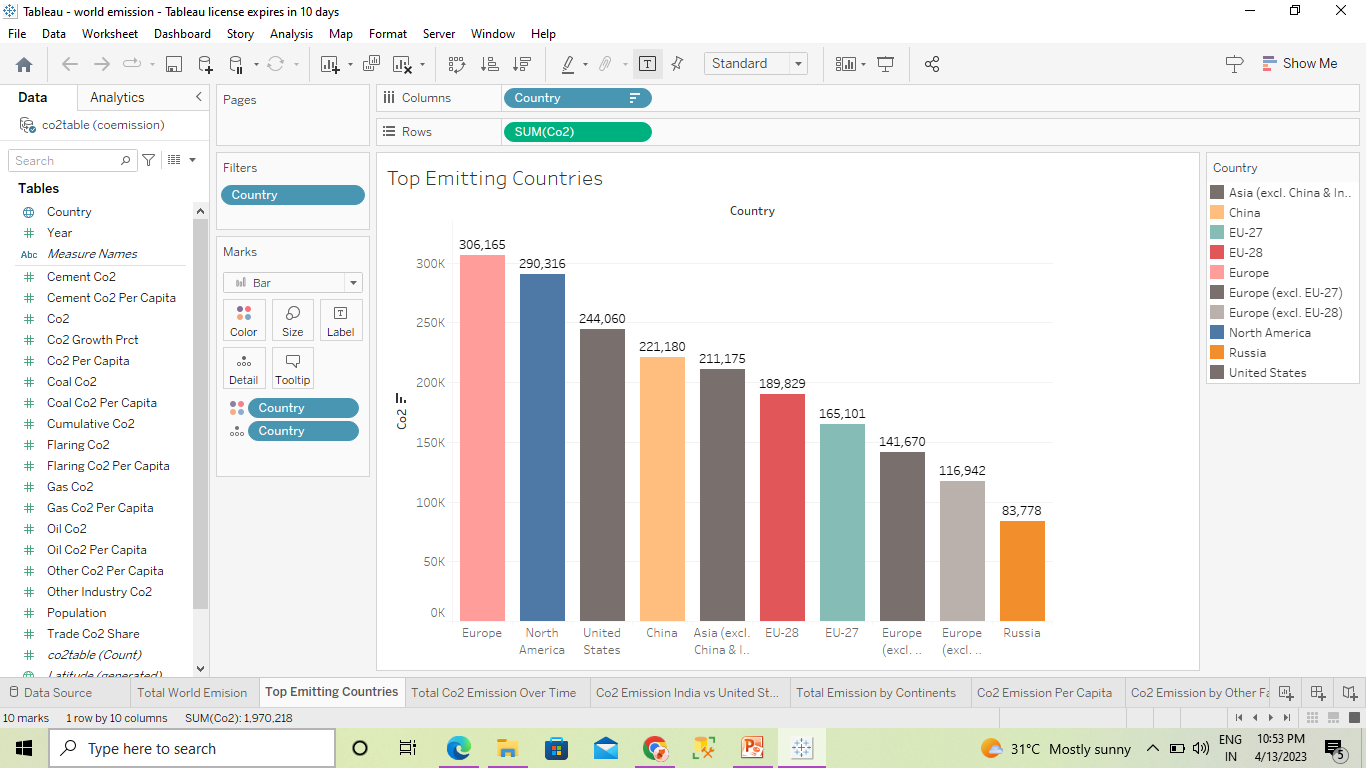 Tableau - world emission - Tableau license expires in 10 days
File Data Worksheet Dashboard Story Analysis Map Format Server Window Help
Standard
Show Me
Data Analytics
co2table (coemission)
Search
Tables
Country
Year
Abc Measure Names
Cement Co2
Cement Co2 Per Capita
Co2
Co2 Growth Prct
Co2 Per Capita
Coal Co2
Coal Co2 Per Capita
Cumulative Co2
Flaring Co2
Flaring Co2 Per Capita
Gas Co2
Gas Co2 Per Capita
Oil Co2
Oil Co2 Per Capita
Other Co2 Per Capita
Other Industry Co2
Population
Trade Co2 Share
co2table (Count)
Latitude (generated)
Pages
Filters
Country
Marks
Bar
Color Size Label
Detail Tooltip
Country
Country
Columns Country
Rows SUM(Co2)
Top Emitting Countries
Country
Co2
300K
250K
200K
150K
100K
50K
0K
306,165
290,316
244,060
221,180
211,175
189,829
165,101
141,670
116,942
83,778
Europe
North
America
United
States
China
Asia (excl.
China & I..
EU-28
EU-27
Europe
(excl. ..
Europe
(excl. ..
Russia
Country
Asia (excl. China & In..
China
EU-27
EU-28
Europe
Europe (excl. EU-27)
Europe (excl. EU-28)
North America
Russia
United States
Data Source Total World Emision Top Emitting Countries Total Co2 Emission Over Time Co2 Emission India vs United St... Total Emission by Continents Co2 Emission Per Capita Co2 Emission by Other Fa
10 marks 1 row by 10 columns SUM(Co2): 1,970,218
Type here to search
31°C Mostly sunny
ENG
IN
10:53 PM
4/13/2023
5